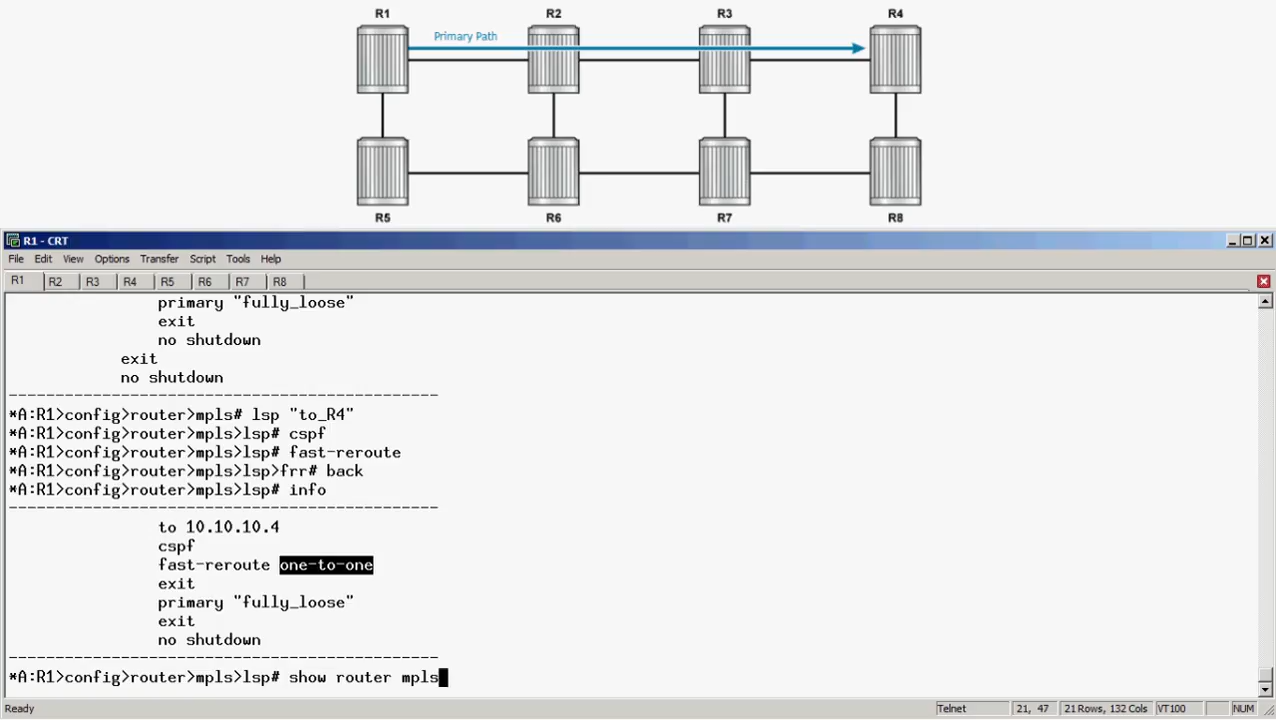 R1 R2 R3 R4
Primary Path
R5 R6 R7 R8
R1 - CRT
File Edit View Options Transfer Script Tools Help
R1 R2 R3 R4 R5 R6 R7 R8
primary "fully_loose"
exit
no shutdown
exit
no shutdown
----------------------------------------------
*A:R1>config>router>mpls# lsp "to_R4"
*A:R1>config>router>mpls>lsp# cspf
*A:R1>config>router>mpls>lsp# fast-reroute
*A:R1>config>router>mpls>lsp>frr# back
*A:R1>config>router>mpls>lsp# info
----------------------------------------------
to 10.10.10.4
cspf
fast-reroute one-to-one
exit
primary "fully_loose"
exit
no shutdown
----------------------------------------------
*A:R1>config>router>mpls>lsp# show router mpls
Ready Telnet 21, 47 21 Rows, 132 Cols VT100 NUM